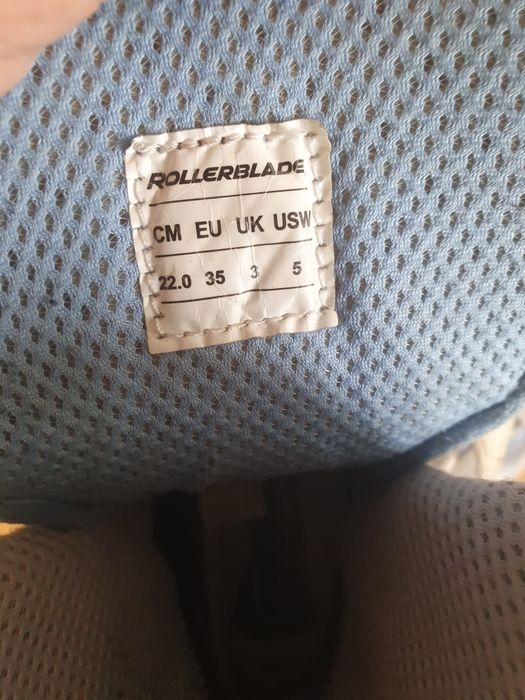 ROLLERBLADE
CM EU UK USW
22.0 35 3 5